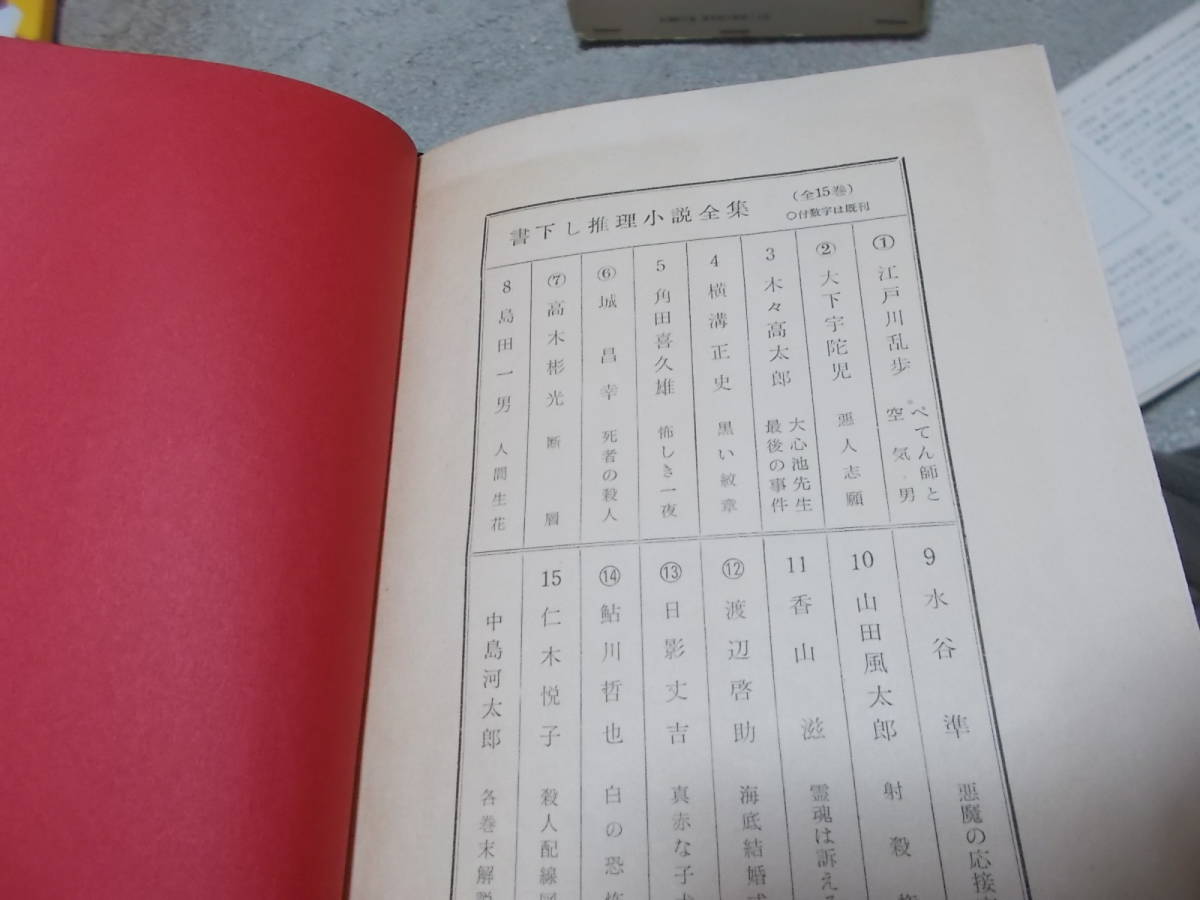 書下し推理小説全集
(全15巻)
○付数字は既刊
① 江戸川乱歩 ぺてん師と
空気男
② 大下宇陀児 悪人志願
3 木々高太郎 大心池先生
最後の事件
4 横溝正史 黒い紋章
5 角田喜久雄 怖しき一夜
⑥ 城昌幸 死者の殺人
⑦ 高木彬光 断層
8 島田一男 人間生花
9 水谷準 悪魔の応接
10 山田風太郎 射殺
11 香山滋 霊魂は訴える
⑫ 渡辺啓助 海底結婚式
⑬ 日影丈吉 真赤な子犬
⑭ 鮎川哲也 白の恐怖
15 仁木悦子 殺人配線図
中島河太郎 各巻末解説